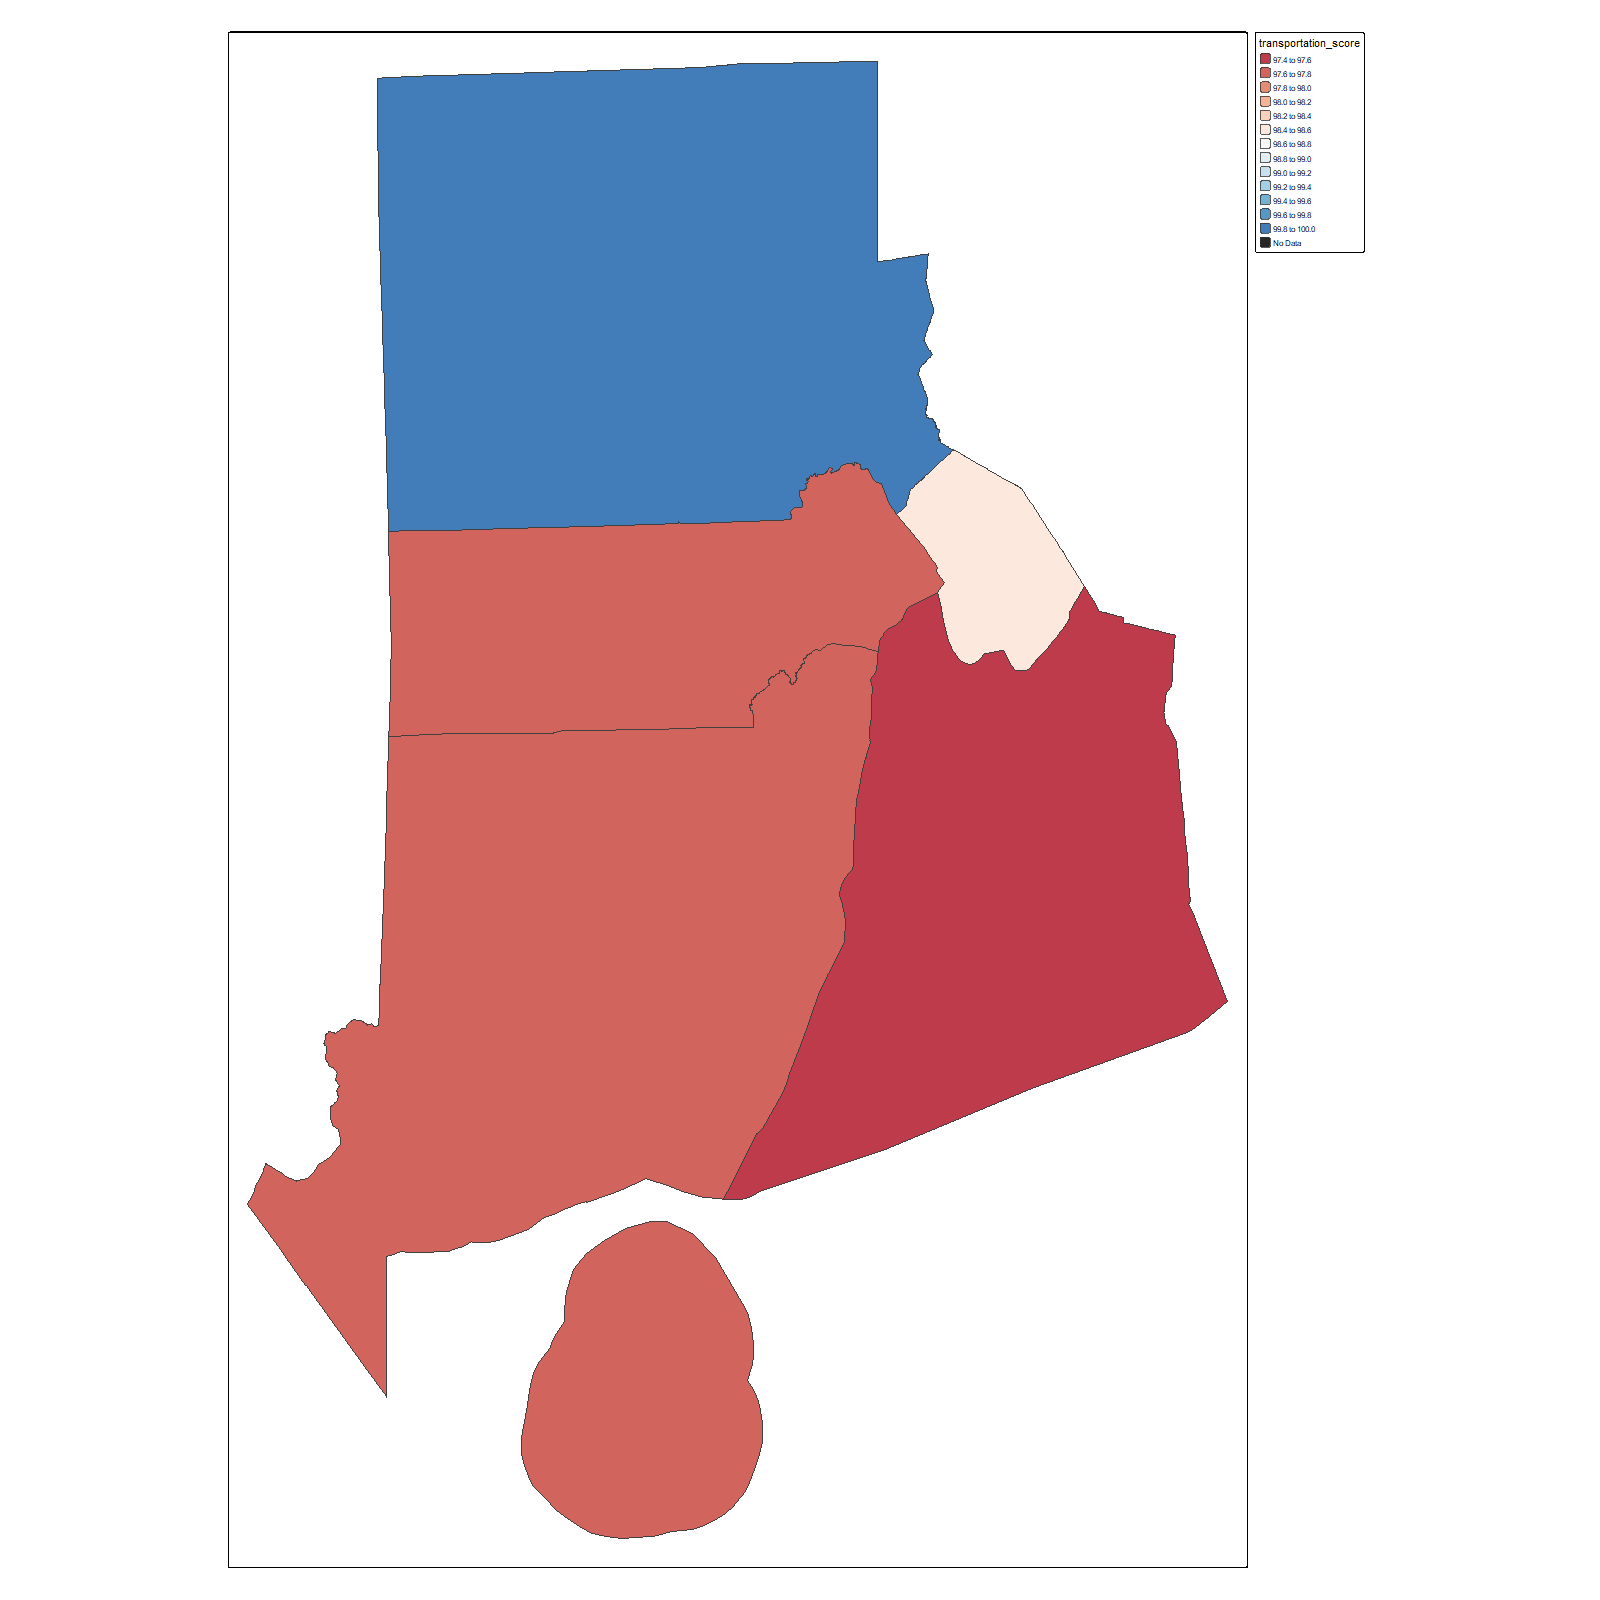 transportation_score
97.4 to 97.6
97.6 to 97.8
97.8 to 98.0
98.0 to 98.2
98.2 to 98.4
98.4 to 98.6
98.6 to 98.8
98.8 to 99.0
99.0 to 99.2
99.2 to 99.4
99.4 to 99.6
99.6 to 99.8
99.8 to 100.0
No Data